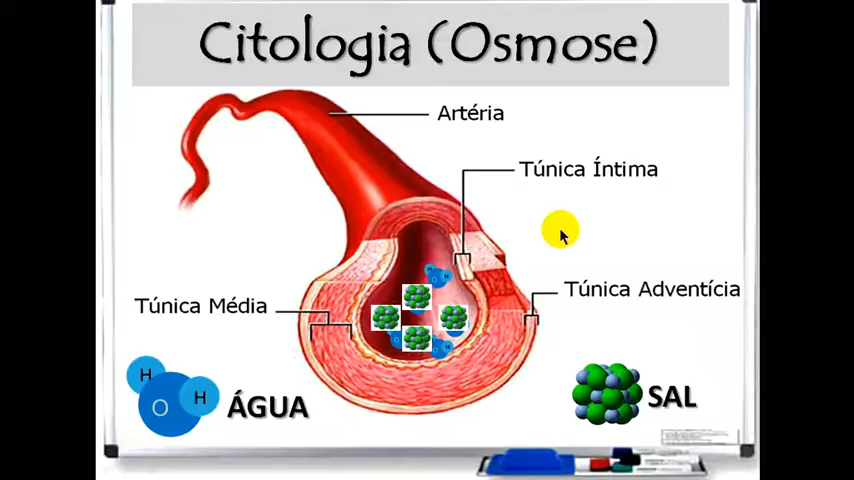 Citologia (Osmose)
Artéria
Túnica Íntima
Túnica Adventícia
Túnica Média
H
H
O
ÁGUA
SAL